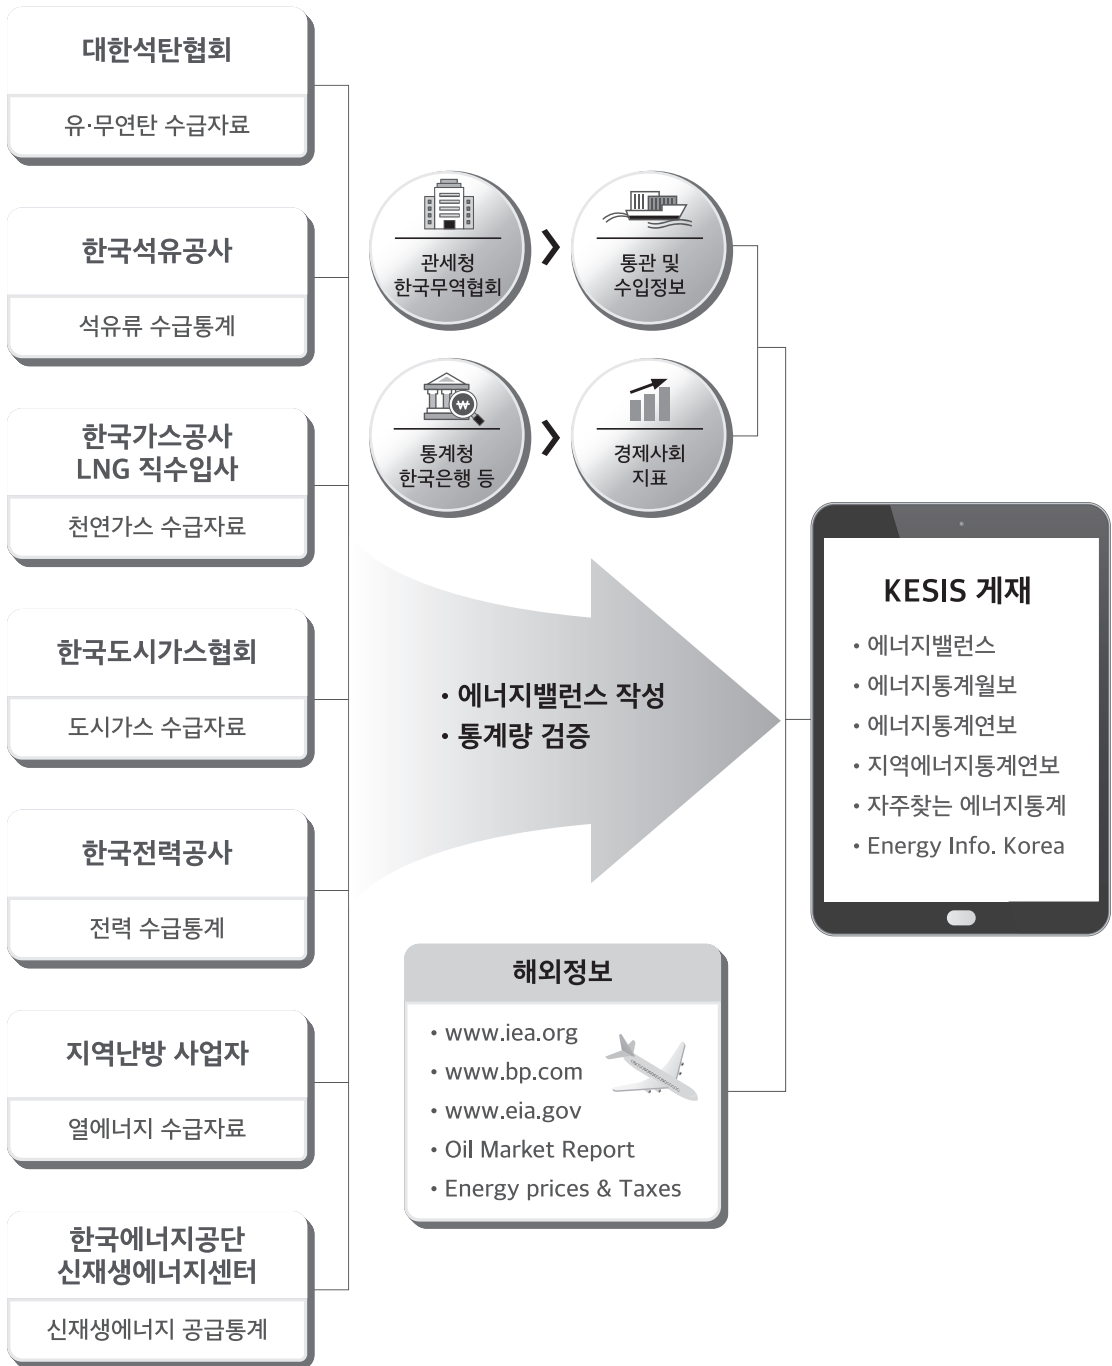 대한석탄협회
유·무연탄 수급자료
한국석유공사
석유류 수급통계
한국가스공사
LNG 직수입사
천연가스 수급자료
한국도시가스협회
도시가스 수급자료
한국전력공사
전력 수급통계
지역난방 사업자
열에너지 수급자료
한국에너지공단
신재생에너지센터
신재생에너지 공급통계
관세청
한국무역협회
통관 및
수입정보
통계청
한국은행 등
경제사회
지표
• 에너지밸런스 작성
• 통계량 검증
해외정보
• www.iea.org
• www.bp.com
• www.eia.gov
• Oil Market Report
• Energy prices & Taxes
KESIS 게재
• 에너지밸런스
• 에너지통계월보
• 에너지통계연보
• 지역에너지통계연보
• 자주찾는 에너지통계
• Energy Info. Korea